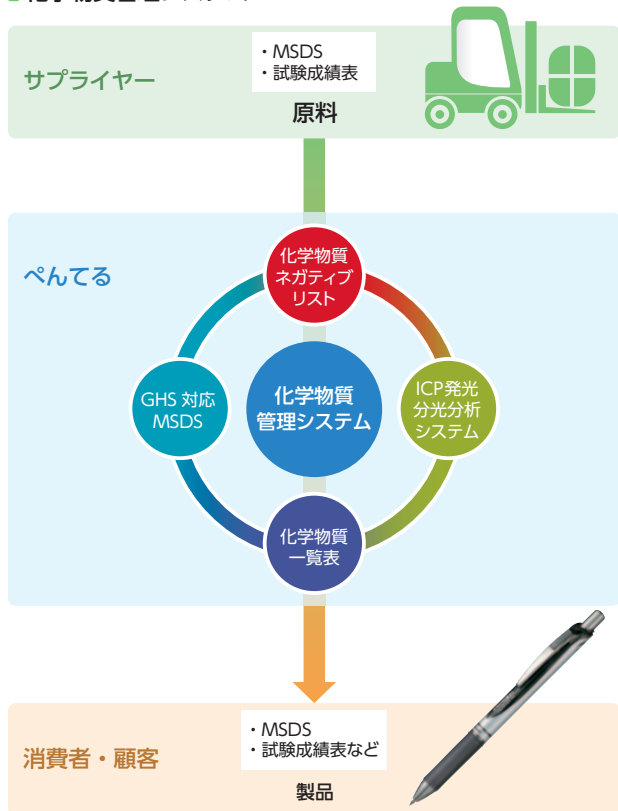 サプライヤー
・MSDS
・試験成績表
原料
ぺんてる
化学物質
ネガティブ
リスト
GHS 対応
MSDS
化学物質
管理システム
ICP発光
分光分析
システム
化学物質
一覧表
消費者・顧客
・MSDS
・試験成績表など
製品